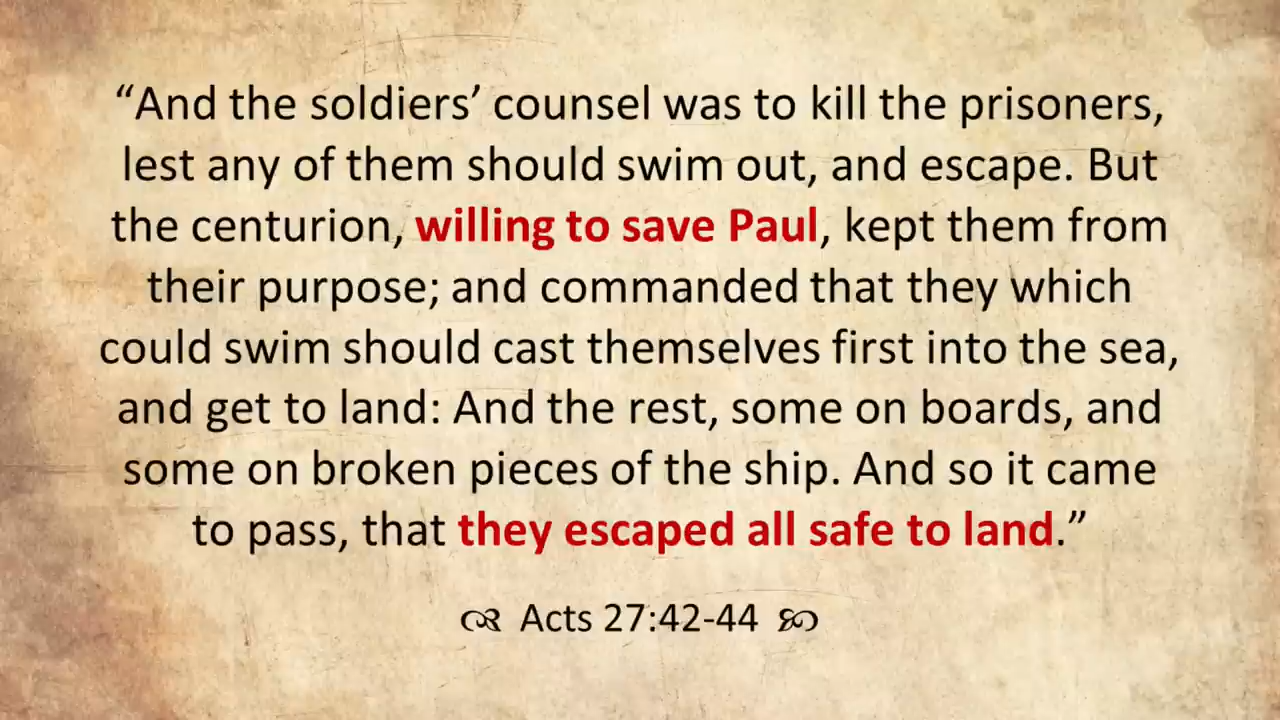 “And the soldiers’ counsel was to kill the prisoners,
lest any of them should swim out, and escape. But
the centurion, willing to save Paul, kept them from
their purpose; and commanded that they which
could swim should cast themselves first into the sea,
and get to land: And the rest, some on boards, and
some on broken pieces of the ship. And so it came
to pass, that they escaped all safe to land.”
Acts 27:42-44